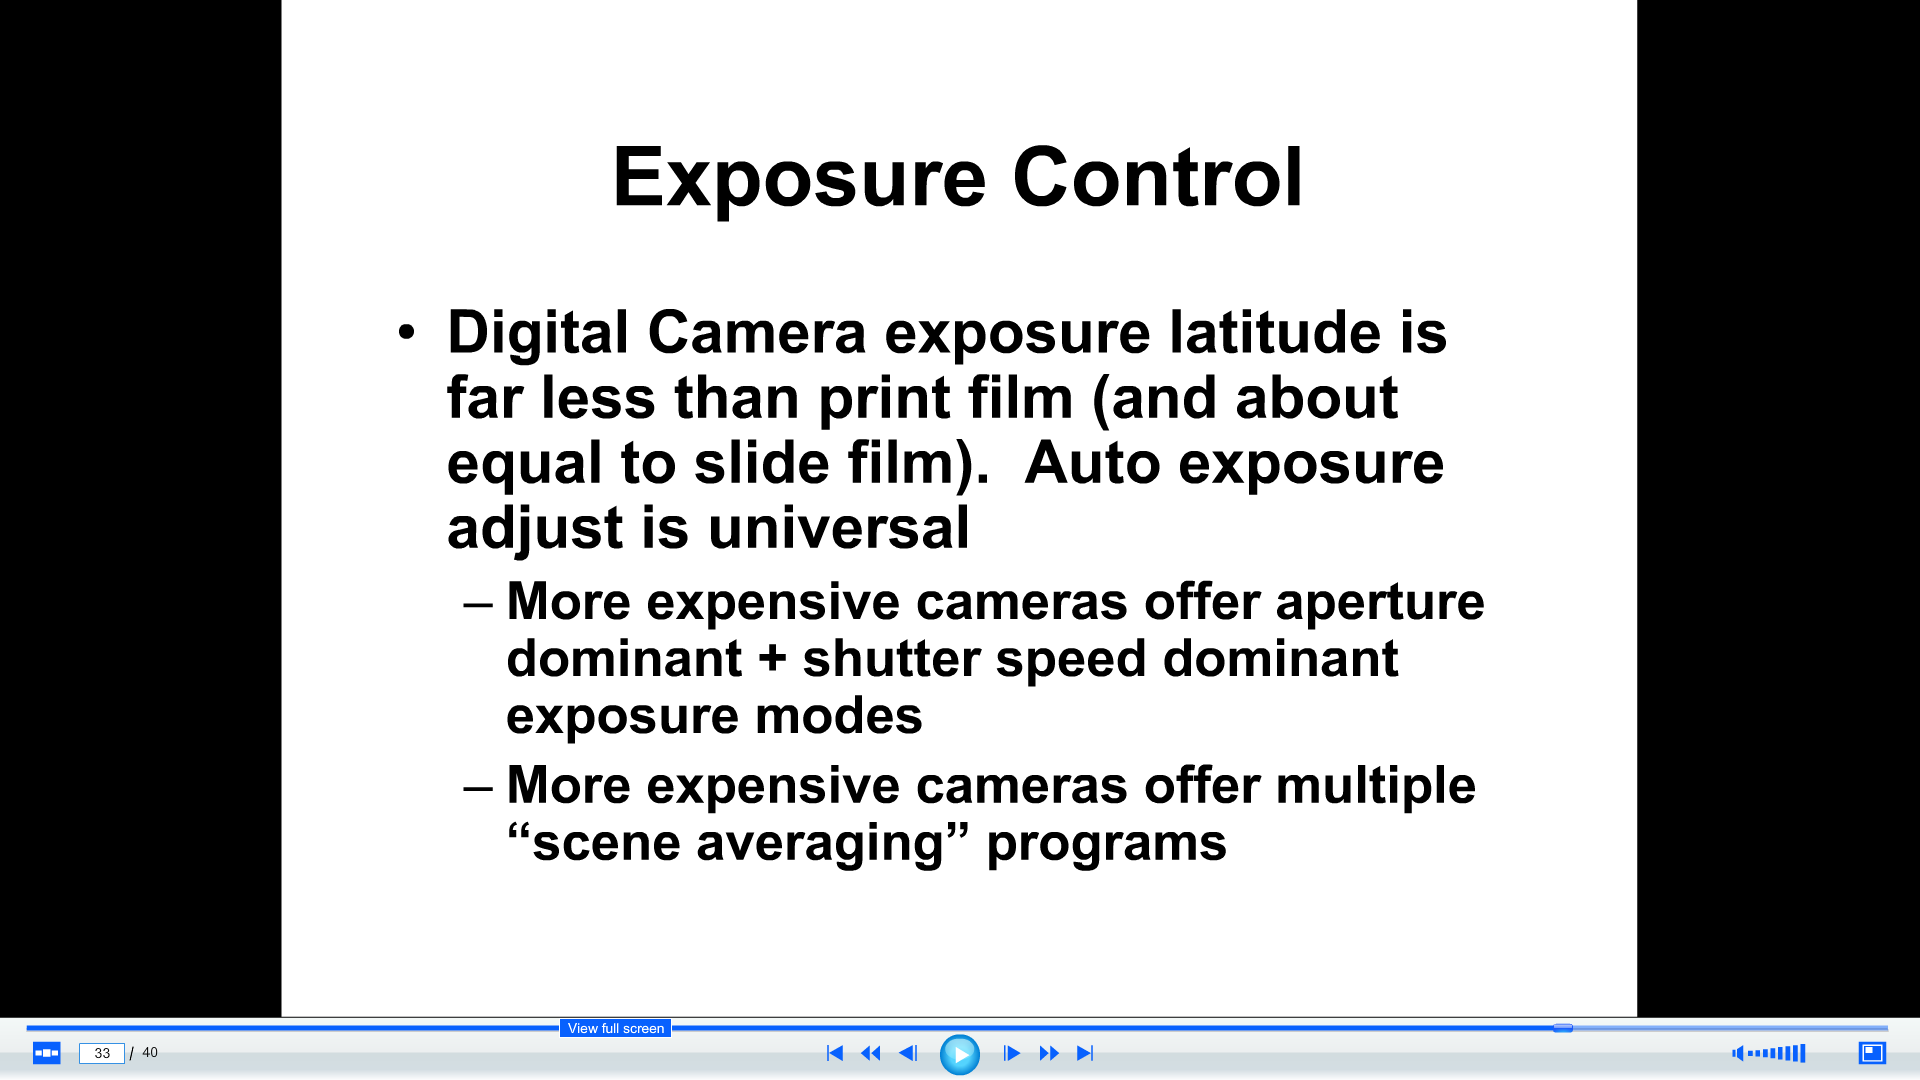 Exposure Control
• Digital Camera exposure latitude is
far less than print film (and about
equal to slide film).  Auto exposure
adjust is universal
– More expensive cameras offer aperture
dominant + shutter speed dominant
exposure modes
– More expensive cameras offer multiple
“scene averaging” programs
View full screen
33 / 40